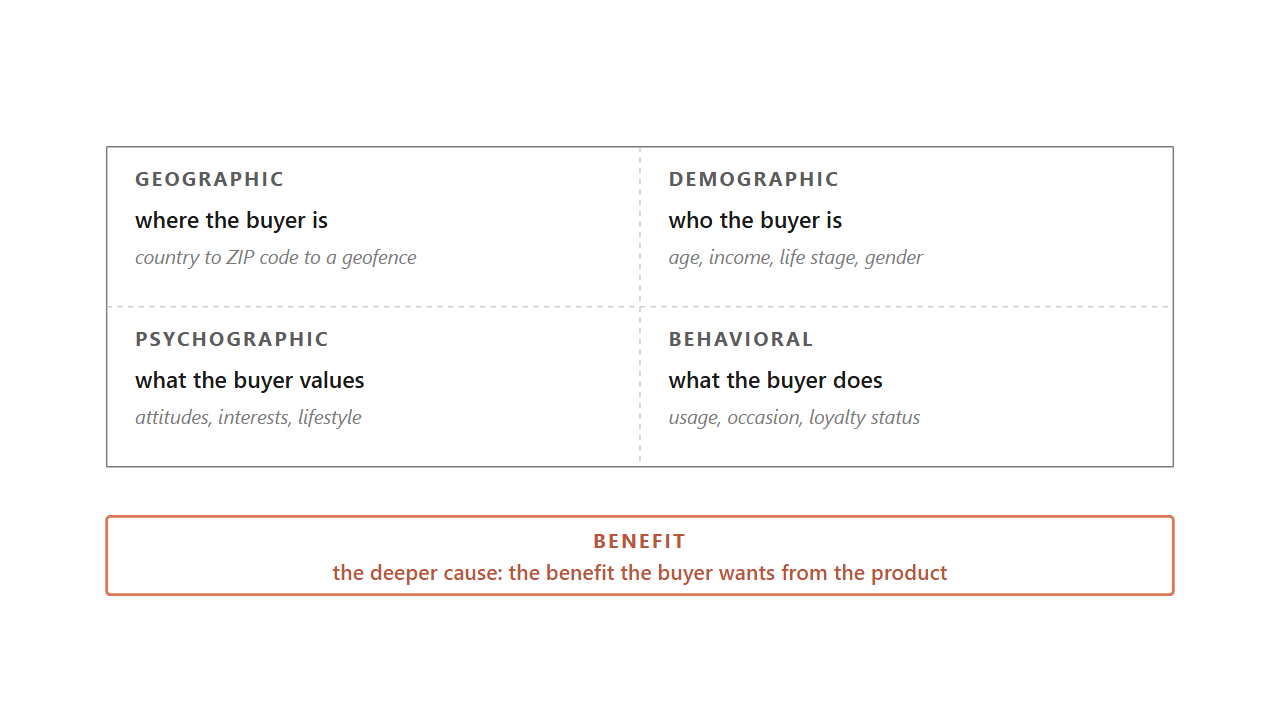 GEOGRAPHIC
where the buyer is
country to ZIP code to a geofence
DEMOGRAPHIC
who the buyer is
age, income, life stage, gender
PSYCHOGRAPHIC
what the buyer values
attitudes, interests, lifestyle
BEHAVIORAL
what the buyer does
usage, occasion, loyalty status
BENEFIT
the deeper cause: the benefit the buyer wants from the product